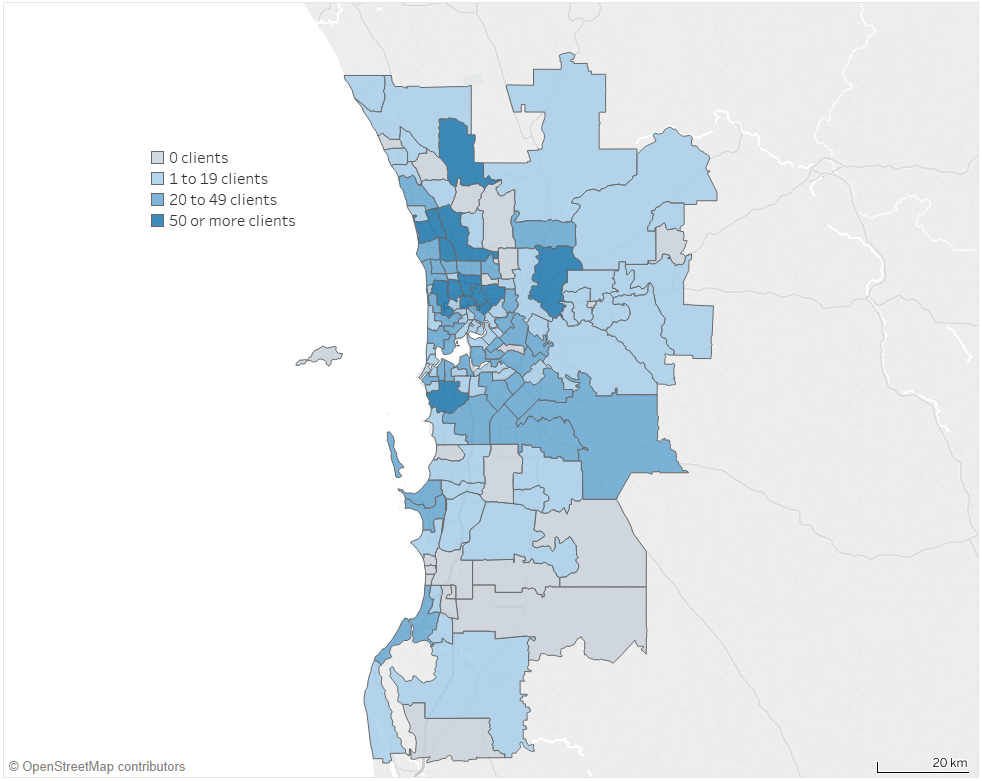 0 clients
1 to 19 clients
20 to 49 clients
50 or more clients
© OpenStreetMap contributors
20 km